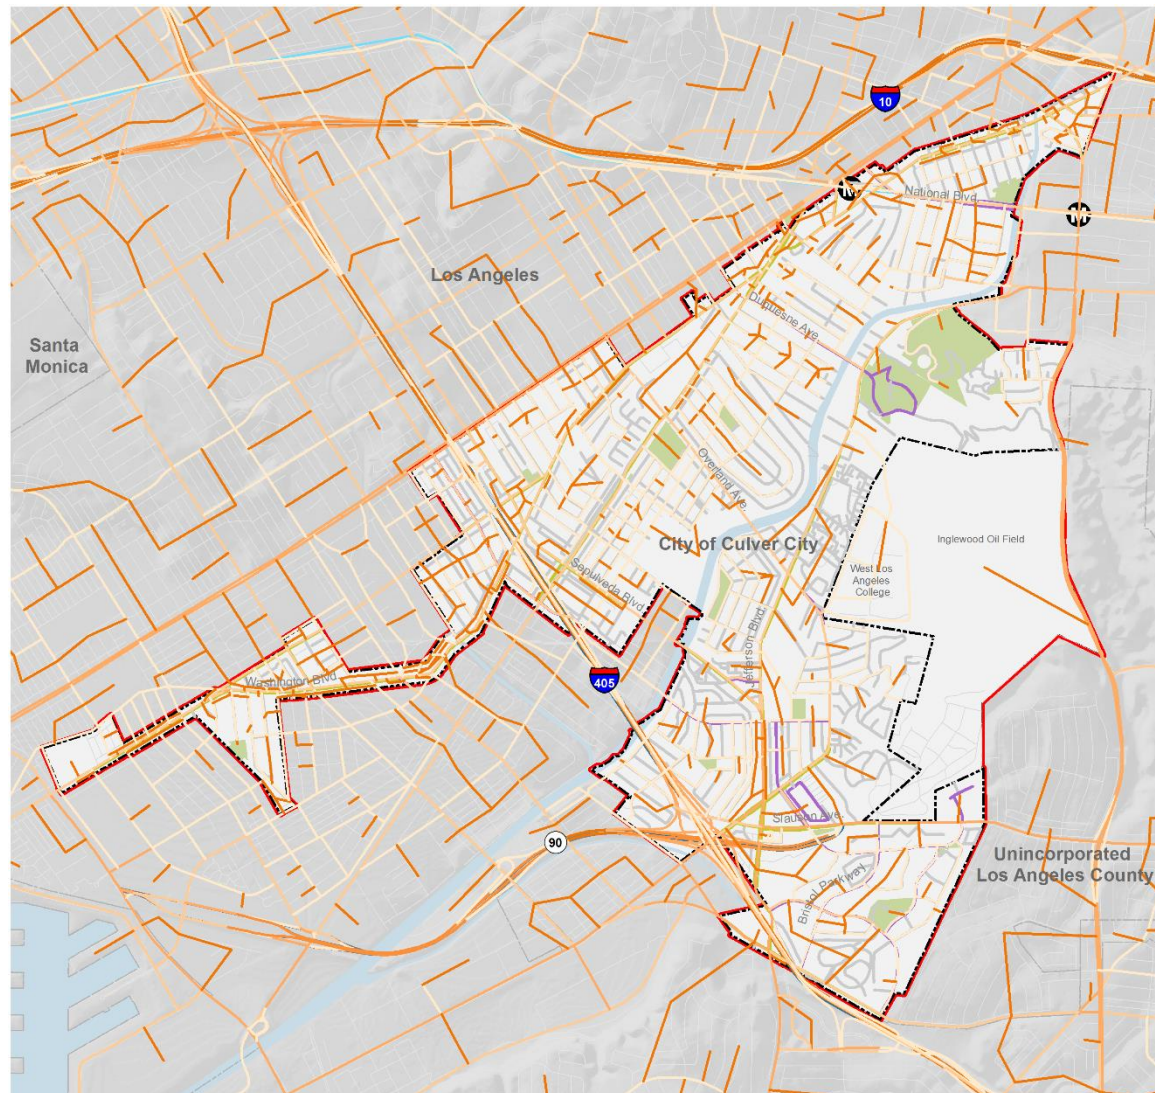 10
M
National Blvd.
M
Los Angeles
Duquesne Ave.
Santa
Monica
Overland Ave.
City of Culver City
Inglewood Oil Field
West Los
Angeles
College
Sepulveda Blvd.
Jefferson Blvd.
Washington Blvd
405
Slauson Ave.
90
Unincorporated
Los Angeles County
Bristol Parkway